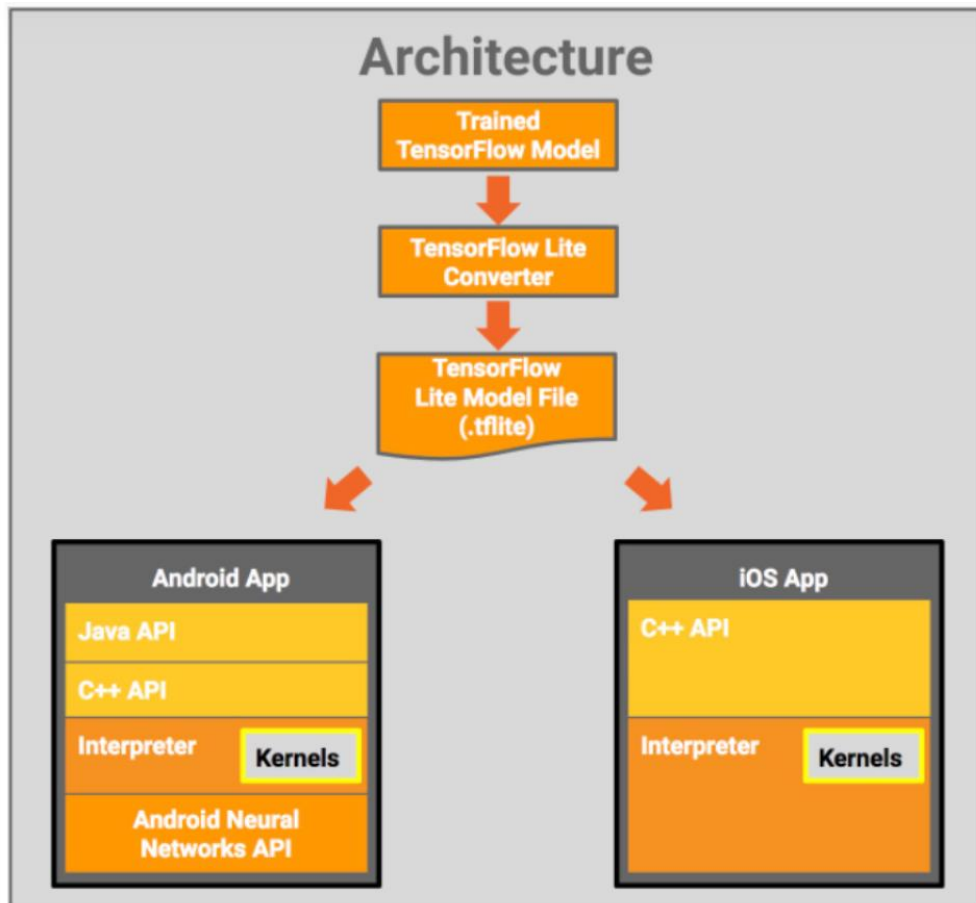 Architecture
Trained
TensorFlow Model
TensorFlow Lite
Converter
TensorFlow
Lite Model File
(.tflite)
Android App
Java API
C++ API
Interpreter
Kernels
Android Neural
Networks API
iOS App
C++ API
Interpreter
Kernels